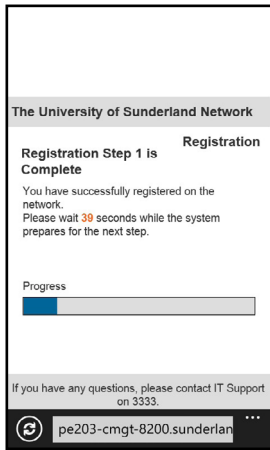 The University of Sunderland Network
Registration
Registration Step 1 is
Complete
You have successfully registered on the
network.
Please wait 39 seconds while the system
prepares for the next step.
Progress
If you have any questions, please contact IT Support
on 3333.
pe203-cmgt-8200.sunderlan